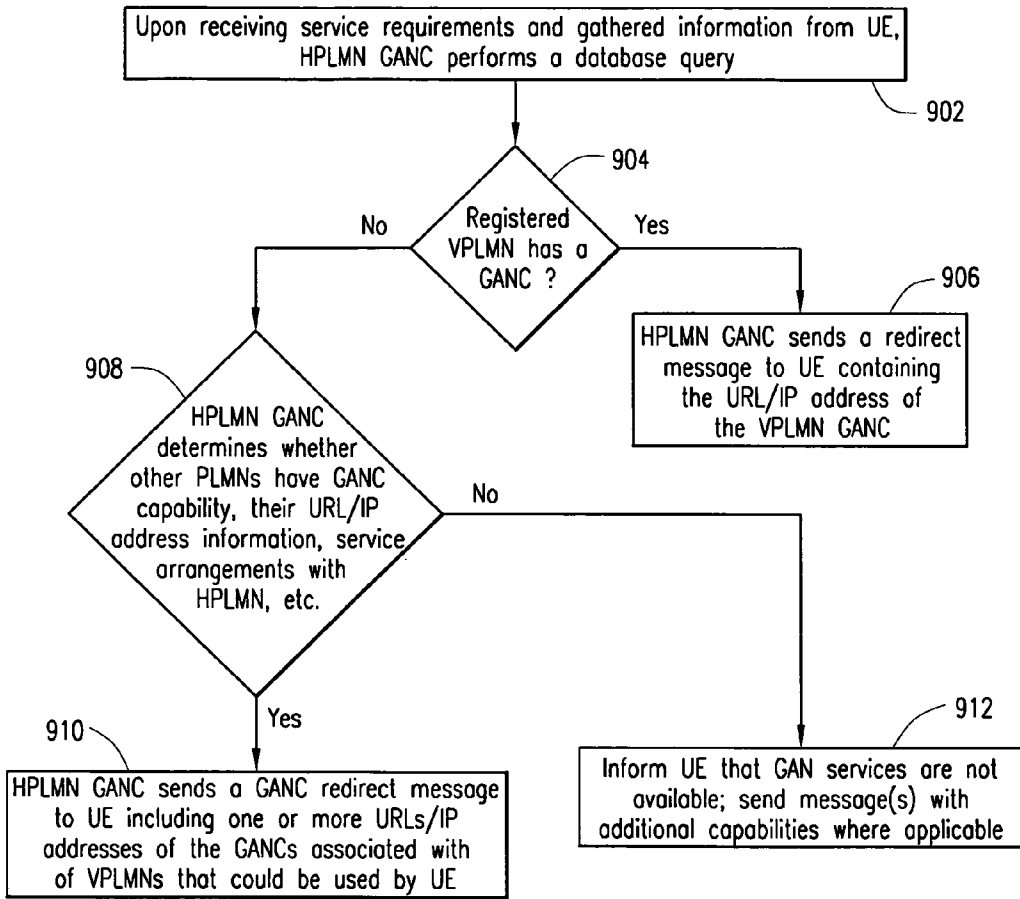 Upon receiving service requirements and gathered information from UE,
HPLMN GANC performs a database query
902
904
Registered
VPLMN has a
GANC ?
No
Yes
906
HPLMN GANC sends a redirect
message to UE containing
the URL/IP address of
the VPLMN GANC
908
HPLMN GANC
determines whether
other PLMNs have GANC
capability, their URL/IP
address information, service
arrangements with
HPLMN, etc.
No
Yes
910
HPLMN GANC sends a GANC redirect message
to UE including one or more URLs/IP
addresses of the GANCs associated with
of VPLMNs that could be used by UE
912
Inform UE that GAN services are not
available; send message(s) with
additional capabilities where applicable